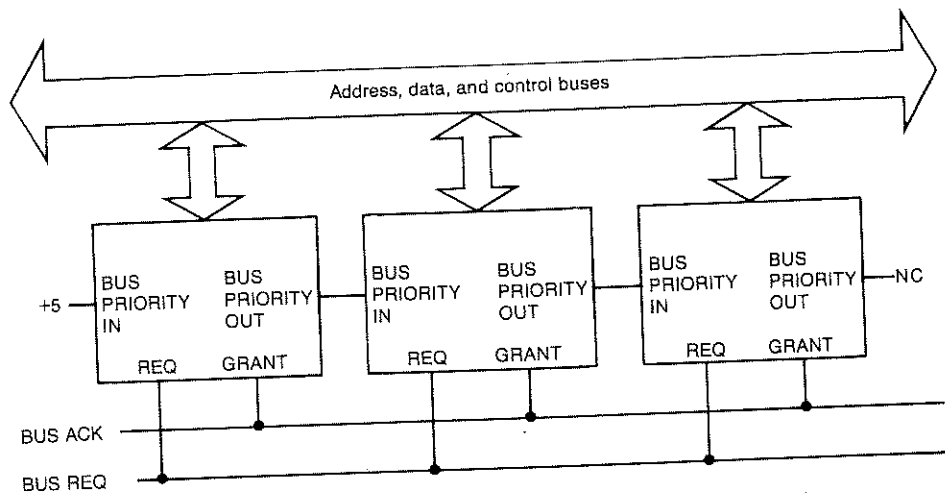 Address, data, and control buses
+5
BUS
PRIORITY
IN
BUS
PRIORITY
OUT
REQ
GRANT
BUS
PRIORITY
IN
BUS
PRIORITY
OUT
REQ
GRANT
BUS
PRIORITY
IN
BUS
PRIORITY
OUT
NC
REQ
GRANT
BUS ACK
BUS REQ